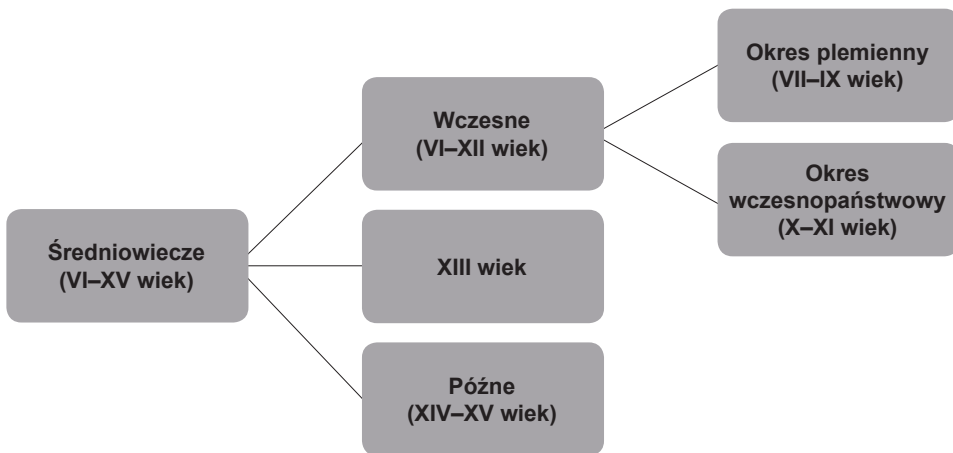 Średniowiecze
(VI–XV wiek)
Wczesne
(VI–XII wiek)
XIII wiek
Późne
(XIV–XV wiek)
Okres plemienny
(VII–IX wiek)
Okres
wczesnopaństwowy
(X–XI wiek)